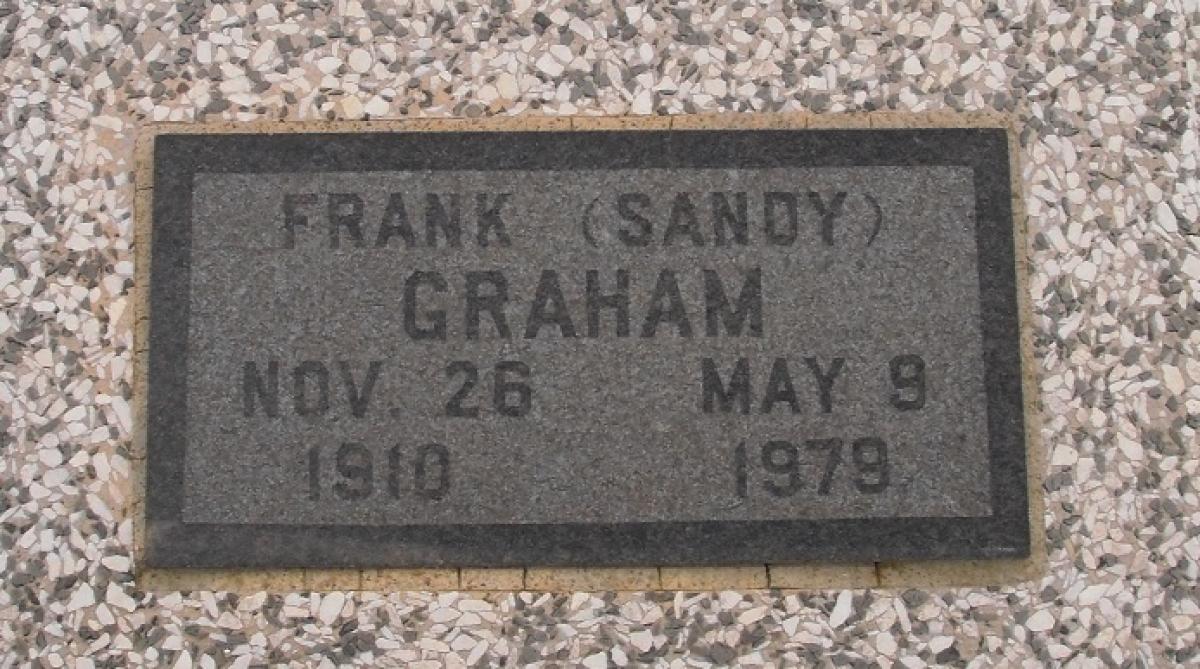 FRANK (SANDY)
GRAHAM
NOV. 26 MAY 9
1910 1979